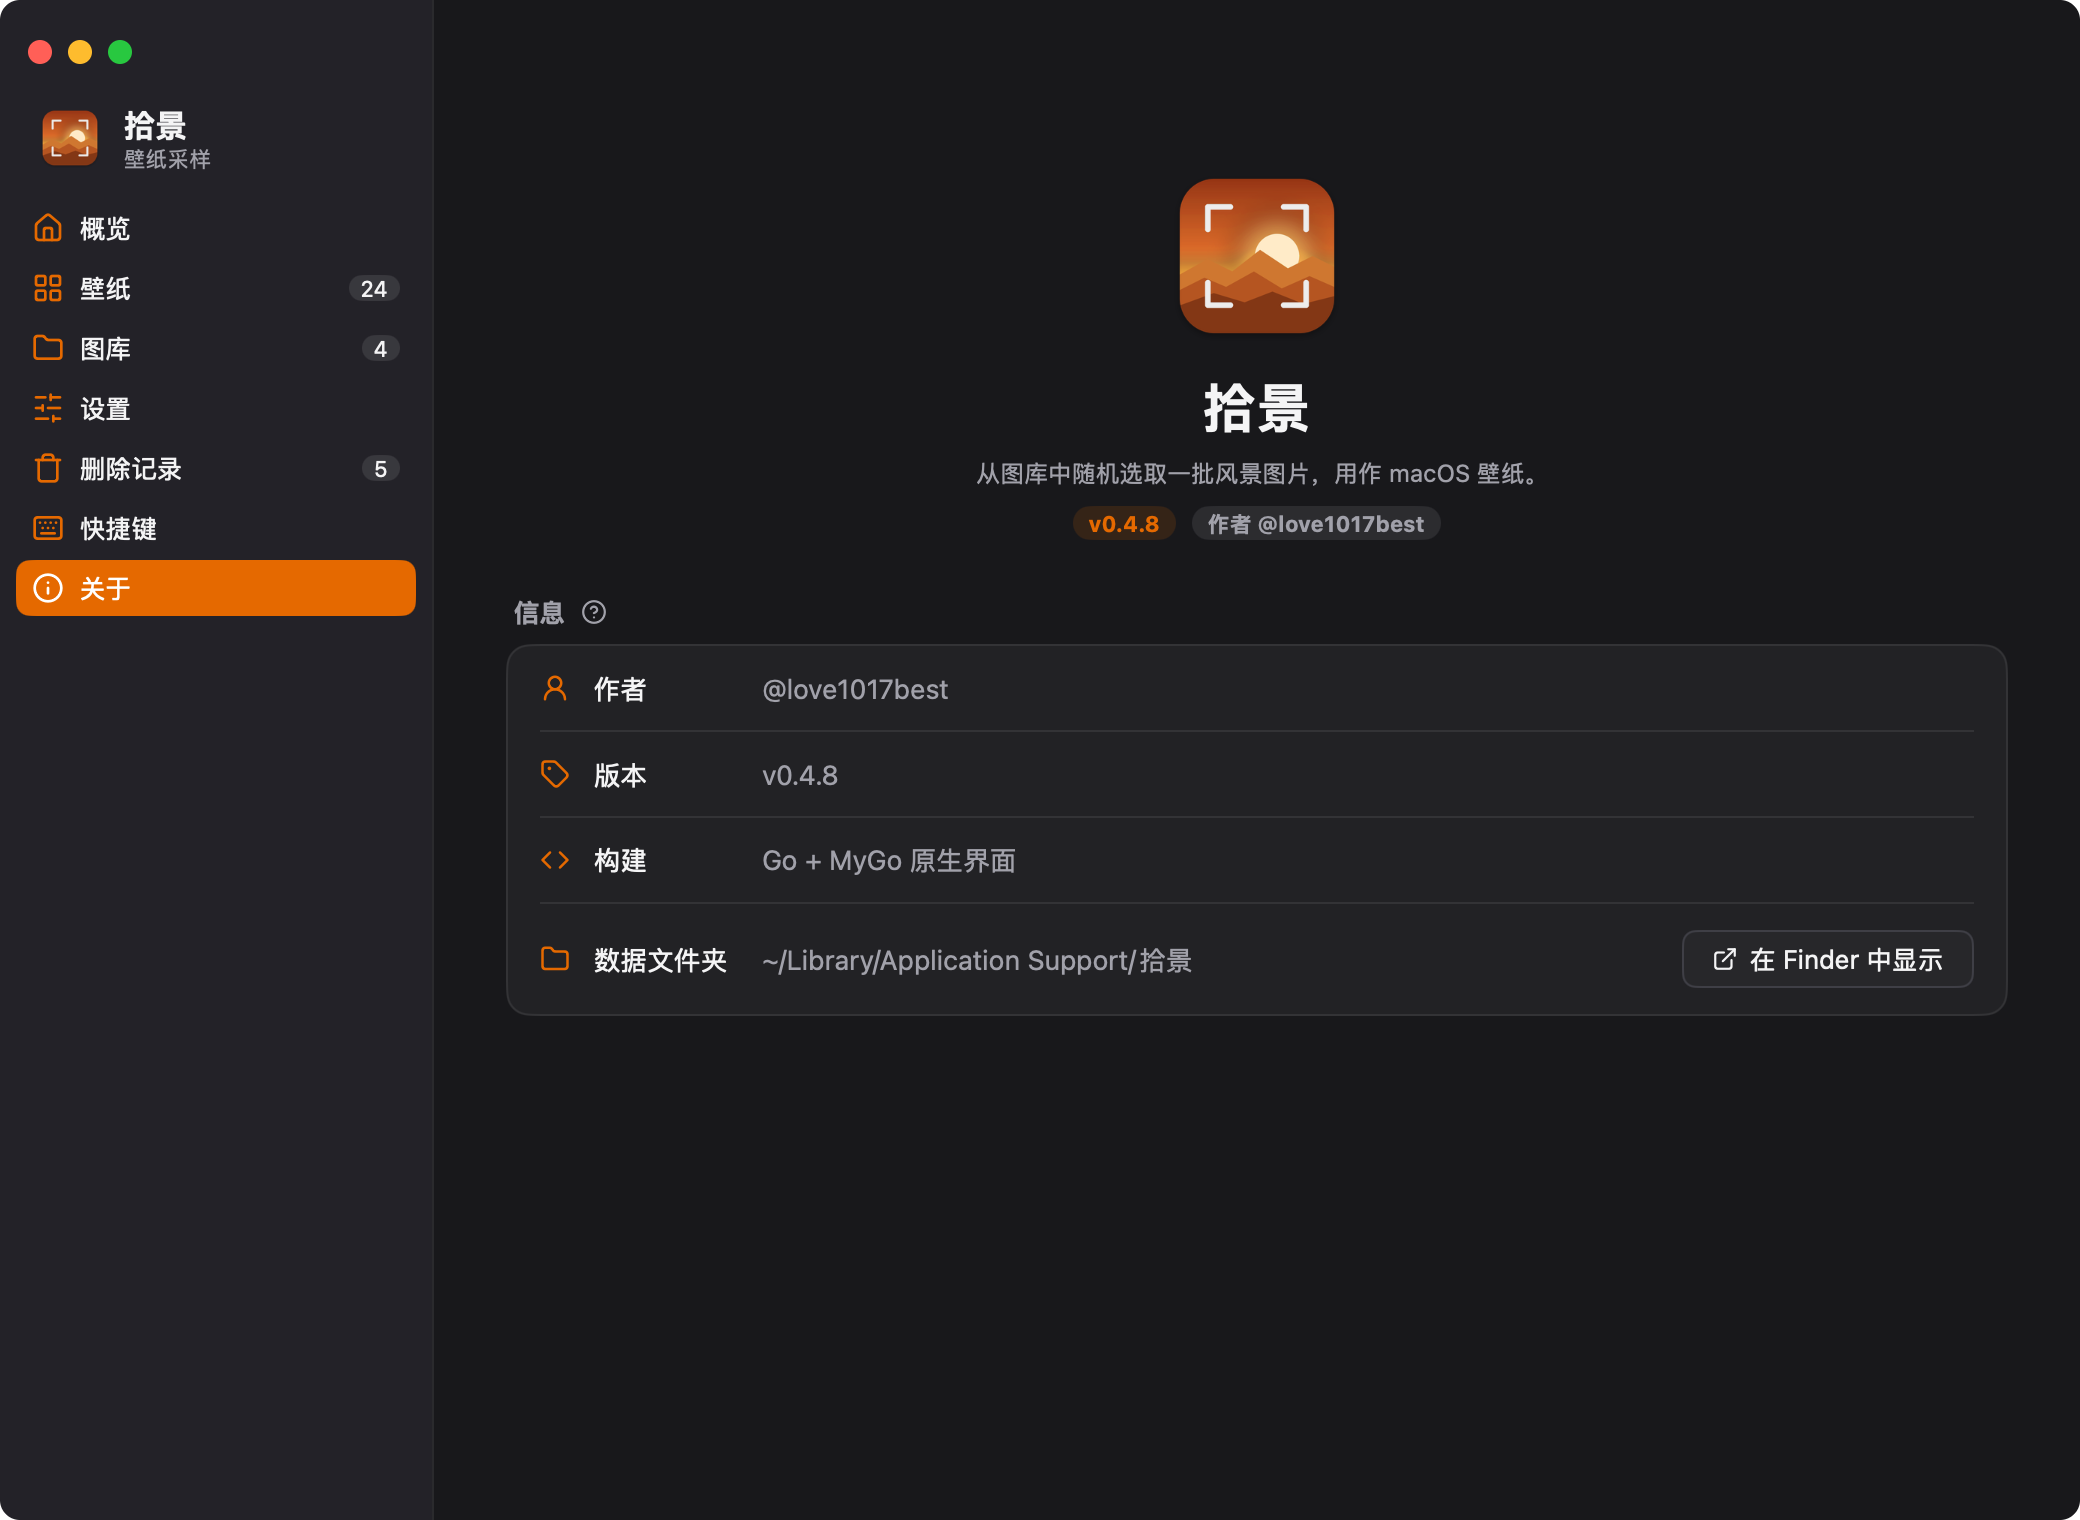 拾景
壁纸采样
概览
壁纸 24
图库 4
设置
删除记录 5
快捷键
关于
拾景
从图库中随机选取一批风景图片，用作 macOS 壁纸。
v0.4.8 作者 @love1017best
信息
作者 @love1017best
版本 v0.4.8
构建 Go + MyGo 原生界面
数据文件夹 ~/Library/Application Support/拾景 在 Finder 中显示